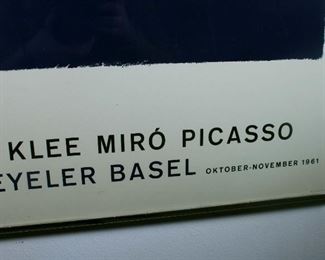 KLEE MIRÓ PICASSO
EYELER BASEL OKTOBER-NOVEMBER 1961